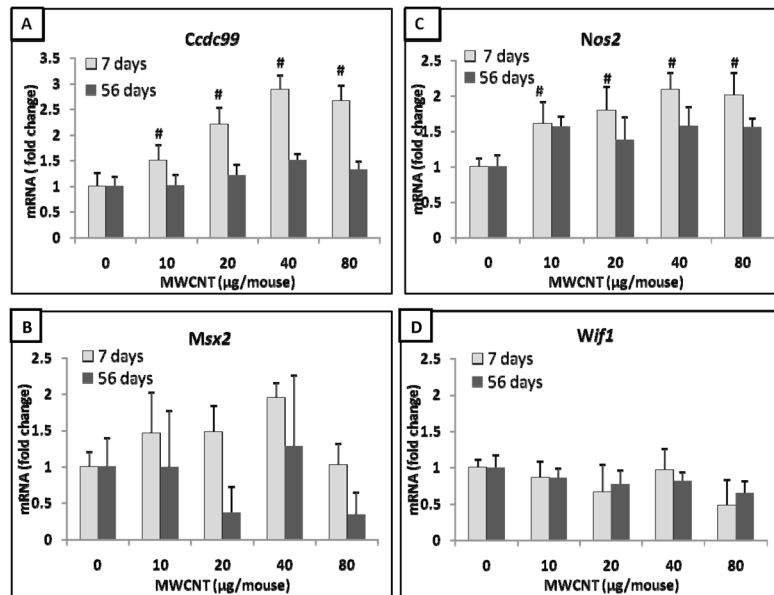 A
Ccdc99
mRNA ( fold change)
3.5
3
2.5
2
1.5
1
0.5
0
7 days
56 days
#
#
#
#
0 10 20 40 80
MWCNT (µg/mouse)
B
Msx2
mRNA (fold change)
2.5
2
1.5
1
0.5
0
7 days
56 days
0 10 20 40 80
MWCNT (µg/mouse)
C
Nos2
mRNA (fold change)
2.5
2
1.5
1
0.5
0
7 days
56 days
#
#
#
#
0 10 20 40 80
MWCNT (µg/mouse)
D
Wif1
mRNA (fold change)
2.5
2
1.5
1
0.5
0
7 days
56 days
0 10 20 40 80
MWCNT (µg/mouse)